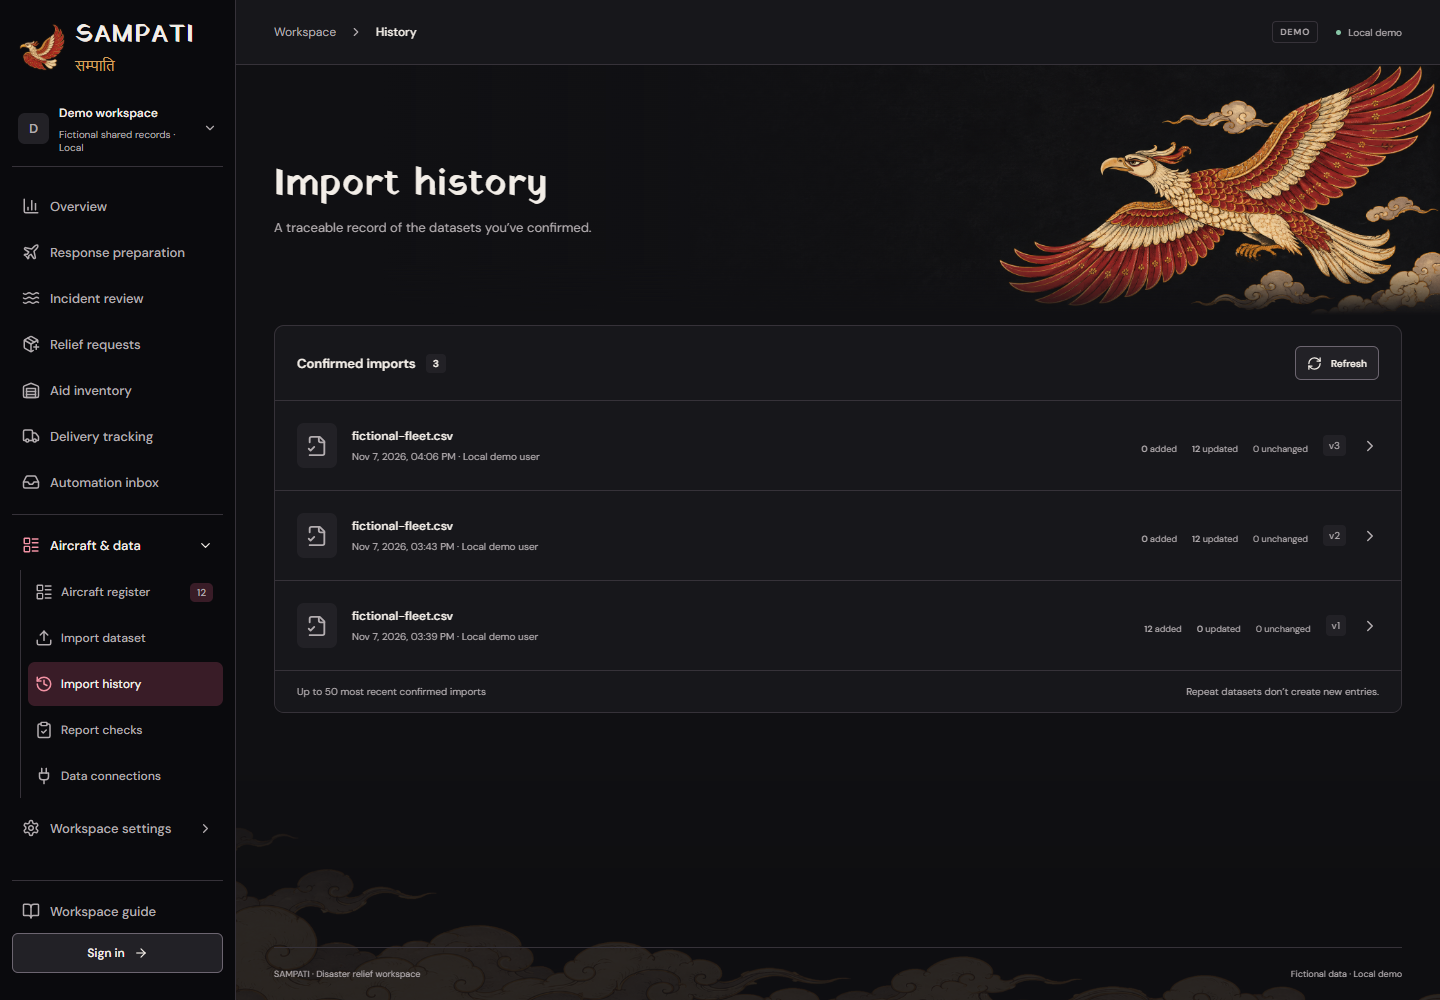 SAMPATI
सम्पाति
D
Demo workspace
Fictional shared records ·
Local
Overview
Response preparation
Incident review
Relief requests
Aid inventory
Delivery tracking
Automation inbox
Aircraft & data
Aircraft register 12
Import dataset
Import history
Report checks
Data connections
Workspace settings
Workspace guide
Sign in
Workspace History
DEMO
Local demo
Import history
A traceable record of the datasets you’ve confirmed.
Confirmed imports 3
Refresh
fictional-fleet.csv
Nov 7, 2026, 04:06 PM · Local demo user
0 added 12 updated 0 unchanged v3
fictional-fleet.csv
Nov 7, 2026, 03:43 PM · Local demo user
0 added 12 updated 0 unchanged v2
fictional-fleet.csv
Nov 7, 2026, 03:39 PM · Local demo user
12 added 0 updated 0 unchanged v1
Up to 50 most recent confirmed imports
Repeat datasets don’t create new entries.
SAMPATI · Disaster relief workspace
Fictional data · Local demo